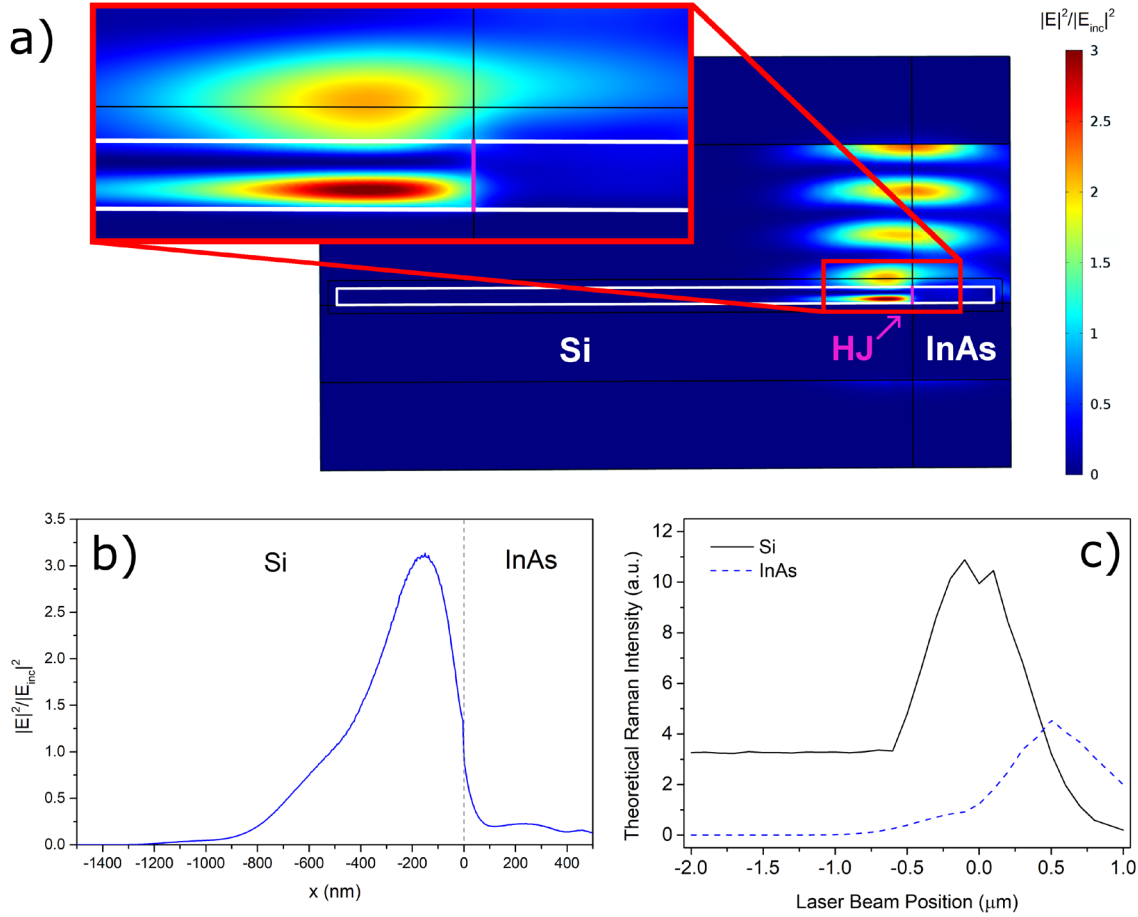 a)
|E|²/|E_inc|²
3
2.5
2
1.5
1
0.5
0
Si
HJ
InAs
b)
Si
InAs
|E|²/|E_inc|²
3.5
3.0
2.5
2.0
1.5
1.0
0.5
0.0
-1400 -1200 -1000 -800 -600 -400 -200 0 200 400
x (nm)
c)
Si
InAs
Theoretical Raman Intensity (a.u.)
12
10
8
6
4
2
0
-2.0 -1.5 -1.0 -0.5 0.0 0.5 1.0
Laser Beam Position (μm)